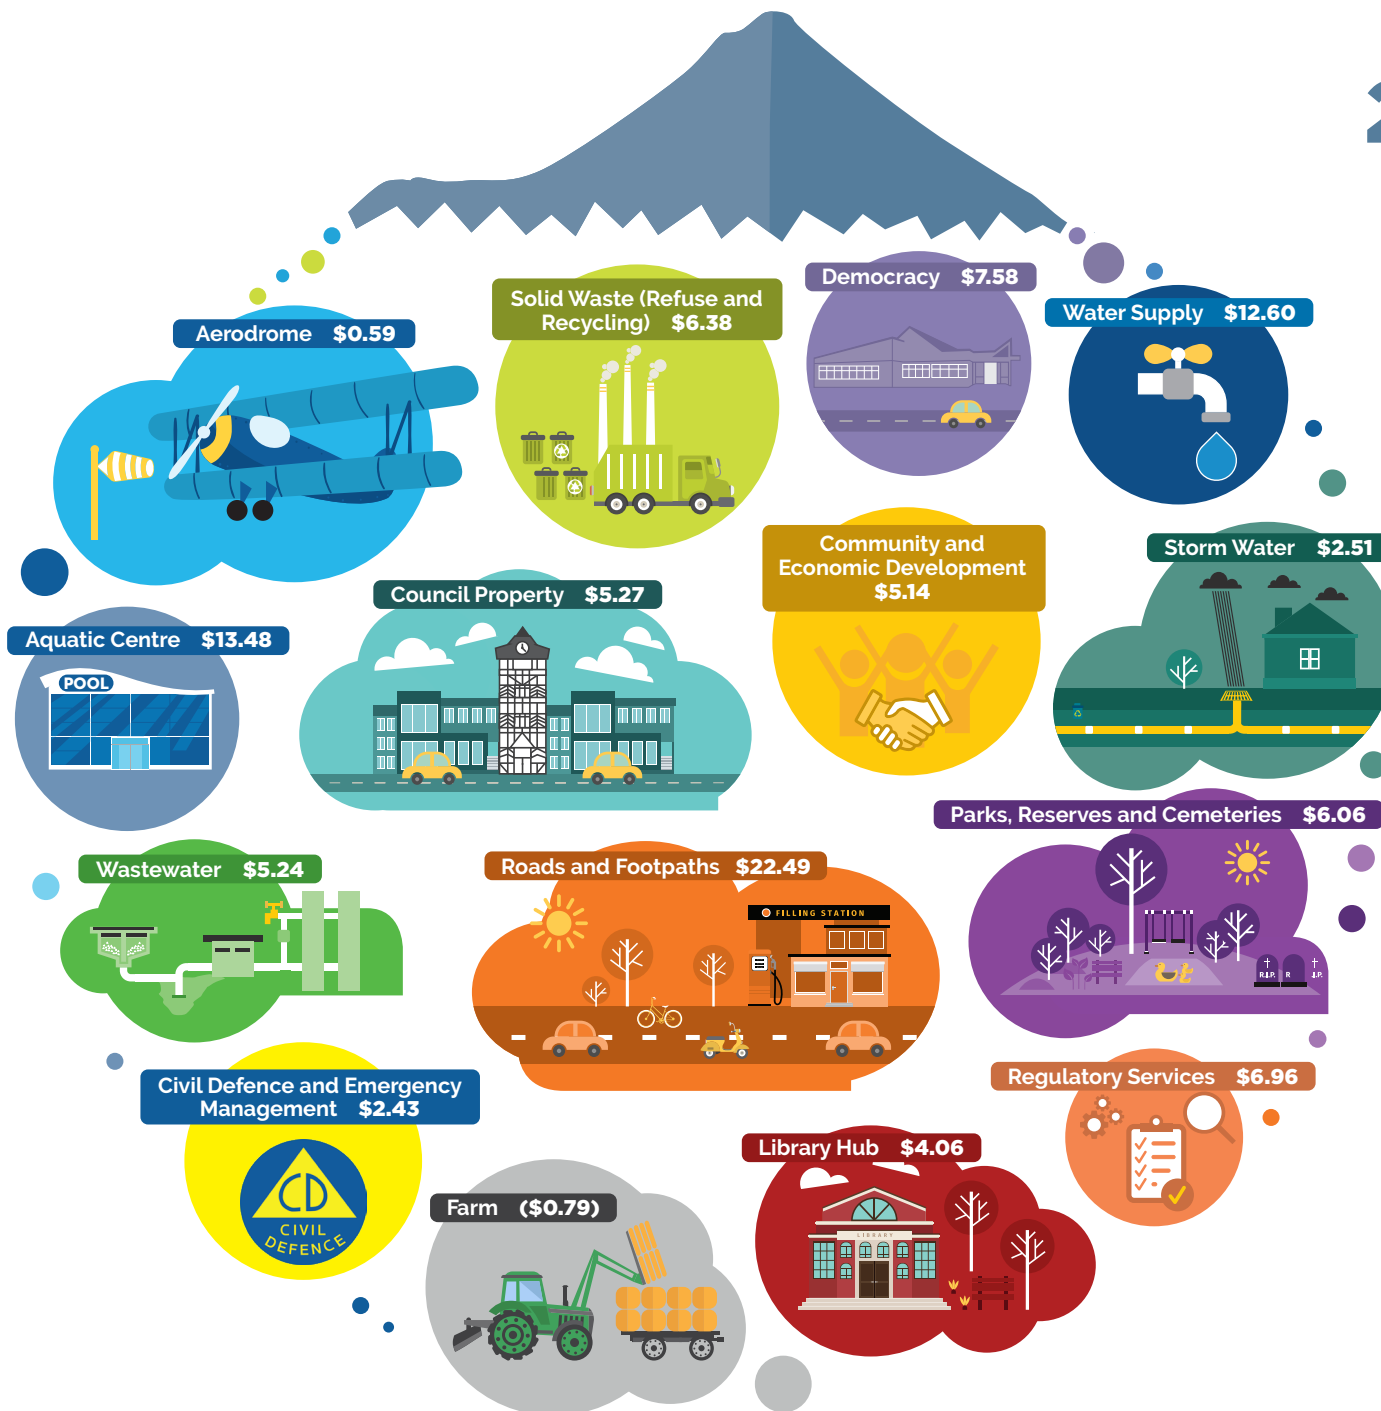 Democracy $7.58
Solid Waste (Refuse and
Recycling) $6.38
Water Supply $12.60
Aerodrome $0.59
Community and
Economic Development
$5.14
Storm Water $2.51
Council Property $5.27
Aquatic Centre $13.48
POOL
Parks, Reserves and Cemeteries $6.06
R.I.P.
R
I.P.
Wastewater $5.24
Roads and Footpaths $22.49
FILLING STATION
Civil Defence and Emergency
Management $2.43
CD
CIVIL
DEFENCE
Regulatory Services $6.96
Library Hub $4.06
LIBRARY
Farm ($0.79)